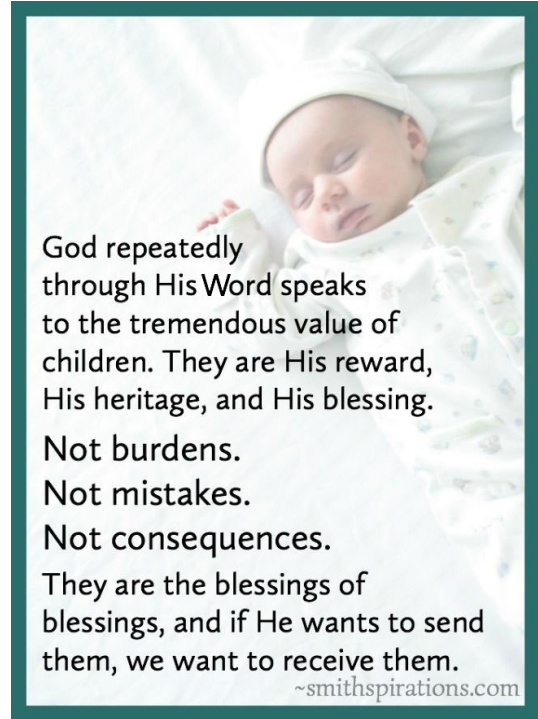 God repeatedly
through His Word speaks
to the tremendous value of
children. They are His reward,
His heritage, and His blessing.
Not burdens.
Not mistakes.
Not consequences.
They are the blessings of
blessings, and if He wants to send
them, we want to receive them.
~smithspirations.com